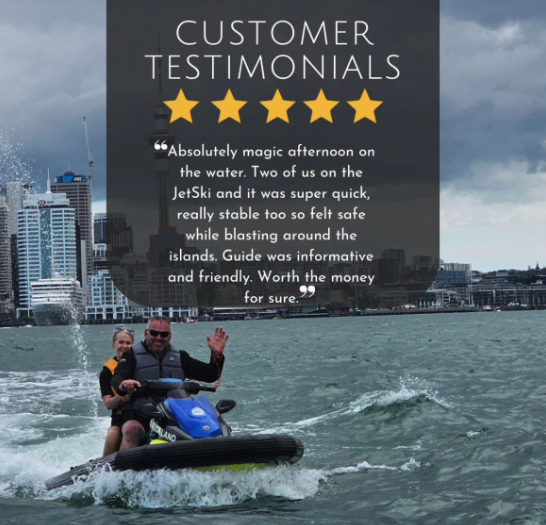 CUSTOMER
TESTIMONIALS
❝Absolutely magic afternoon on
the water. Two of us on the
JetSki and it was super quick,
really stable too so felt safe
while blasting around the
islands. Guide was informative
and friendly. Worth the money
for sure.❞